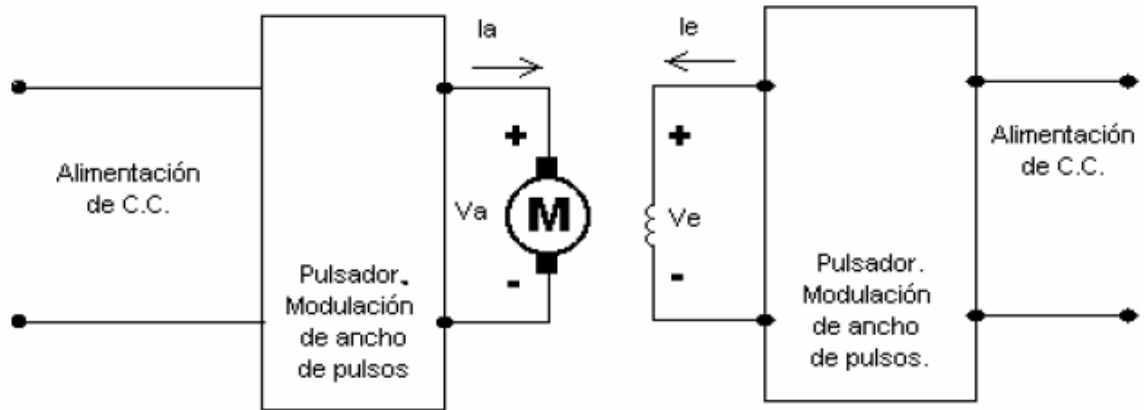 Ia
Ie
Alimentación
de C.C.
+
Va
M
-
Pulsador.
Modulación
de ancho
de pulsos
+
Ve
-
Pulsador.
Modulación
de ancho
de pulsos.
Alimentación
de C.C.